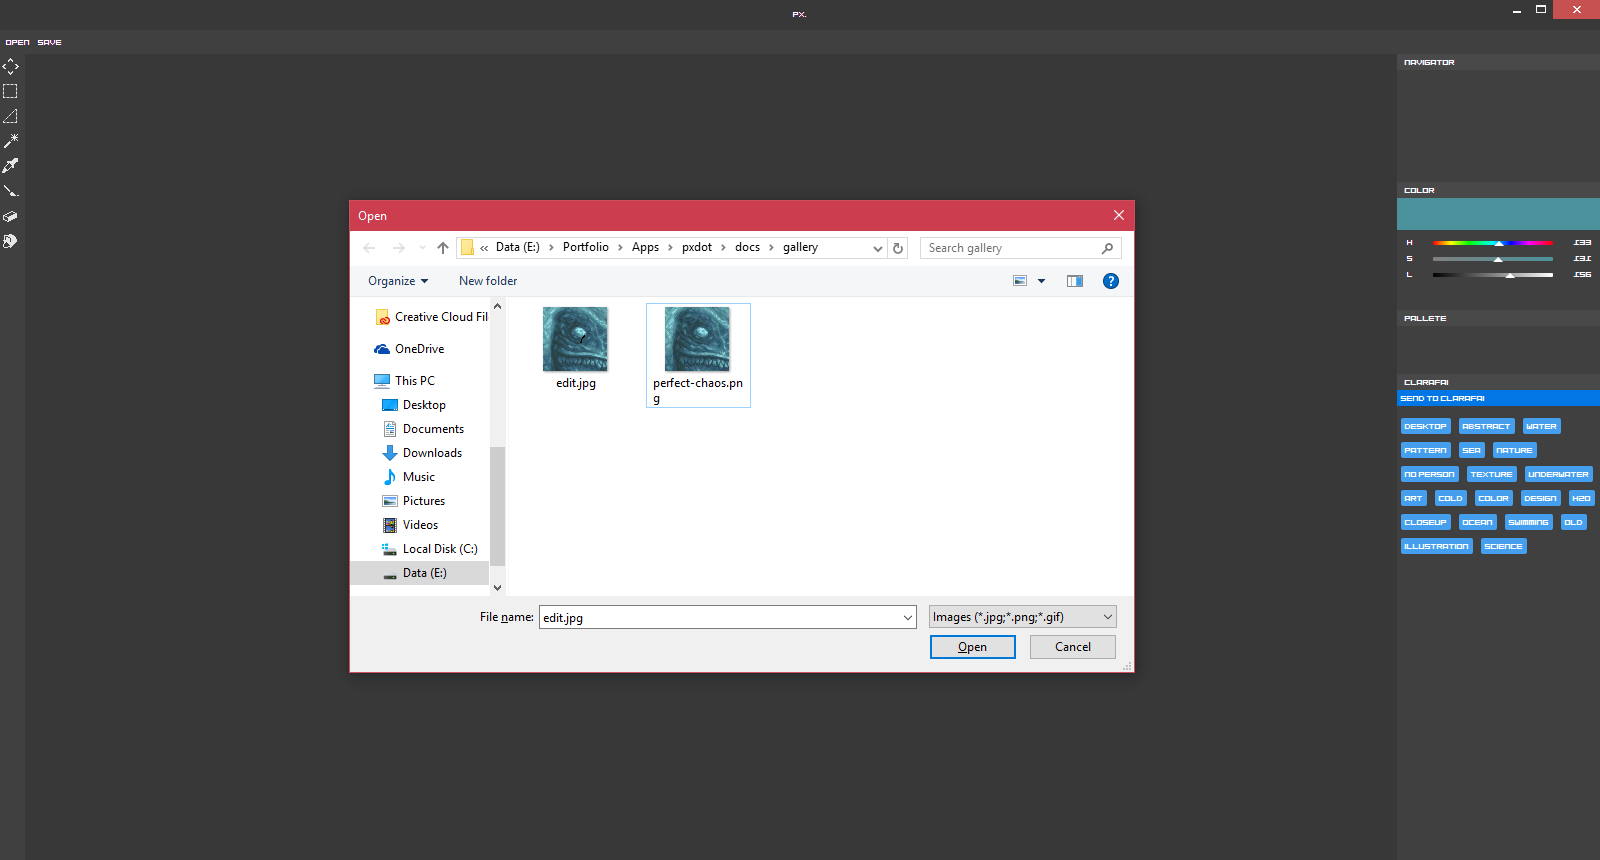 PX.
OPEN SAVE
NAVIGATOR
COLOR
H 133
S 131
L 156
PALLETE
CLARAFAI
SEND TO CLARAFAI
DESKTOP ABSTRACT WATER
PATTERN SEA NATURE
NO PERSON TEXTURE UNDERWATER
ART COLD COLOR DESIGN H2O
CLOSEUP OCEAN SWIMMING OLD
ILLUSTRATION SCIENCE
Open
« Data (E:) › Portfolio › Apps › pxdot › docs › gallery
Search gallery
Organize New folder
Creative Cloud Fil
OneDrive
This PC
Desktop
Documents
Downloads
Music
Pictures
Videos
Local Disk (C:)
Data (E:)
edit.jpg
perfect-chaos.pn
g
File name: edit.jpg Images (*.jpg;*.png;*.gif)
Open Cancel